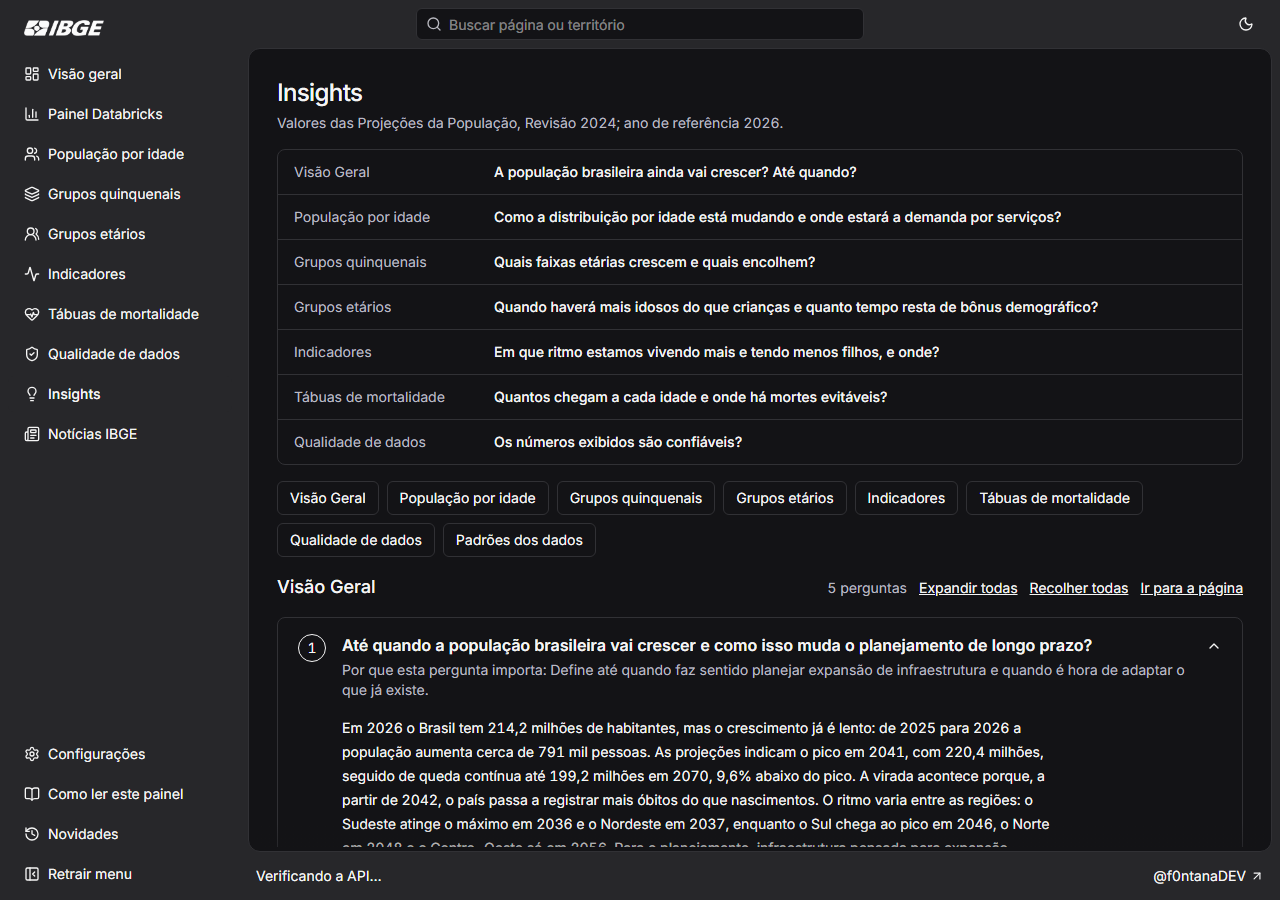 IBGE
Buscar página ou território
Visão geral
Painel Databricks
População por idade
Grupos quinquenais
Grupos etários
Indicadores
Tábuas de mortalidade
Qualidade de dados
Insights
Notícias IBGE
Configurações
Como ler este painel
Novidades
Retrair menu
Insights
Valores das Projeções da População, Revisão 2024; ano de referência 2026.
Visão Geral A população brasileira ainda vai crescer? Até quando?
População por idade Como a distribuição por idade está mudando e onde estará a demanda por serviços?
Grupos quinquenais Quais faixas etárias crescem e quais encolhem?
Grupos etários Quando haverá mais idosos do que crianças e quanto tempo resta de bônus demográfico?
Indicadores Em que ritmo estamos vivendo mais e tendo menos filhos, e onde?
Tábuas de mortalidade Quantos chegam a cada idade e onde há mortes evitáveis?
Qualidade de dados Os números exibidos são confiáveis?
Visão Geral População por idade Grupos quinquenais Grupos etários Indicadores Tábuas de mortalidade
Qualidade de dados Padrões dos dados
Visão Geral 5 perguntas Expandir todas Recolher todas Ir para a página
1 Até quando a população brasileira vai crescer e como isso muda o planejamento de longo prazo?
Por que esta pergunta importa: Define até quando faz sentido planejar expansão de infraestrutura e quando é hora de adaptar o
que já existe.
Em 2026 o Brasil tem 214,2 milhões de habitantes, mas o crescimento já é lento: de 2025 para 2026 a
população aumenta cerca de 791 mil pessoas. As projeções indicam o pico em 2041, com 220,4 milhões,
seguido de queda contínua até 199,2 milhões em 2070, 9,6% abaixo do pico. A virada acontece porque, a
partir de 2042, o país passa a registrar mais óbitos do que nascimentos. O ritmo varia entre as regiões: o
Sudeste atinge o máximo em 2036 e o Nordeste em 2037, enquanto o Sul chega ao pico em 2046, o Norte
em 2048 e o Centro-Oeste só em 2056. Para o planejamento, infraestrutura pensada para expansão
Verificando a API...
@f0ntanaDEV